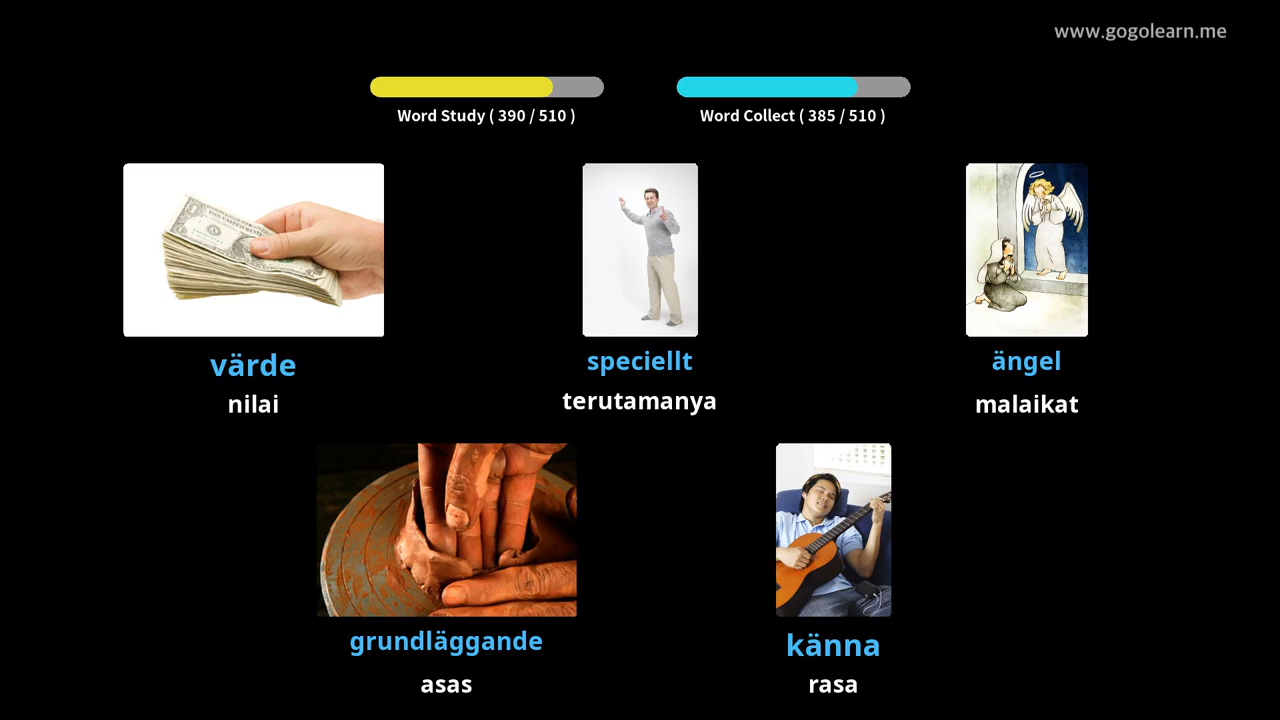 www.gogolearn.me
Word Study ( 390 / 510 )
Word Collect ( 385 / 510 )
värde
nilai
speciellt
terutamanya
ängel
malaikat
grundläggande
asas
känna
rasa